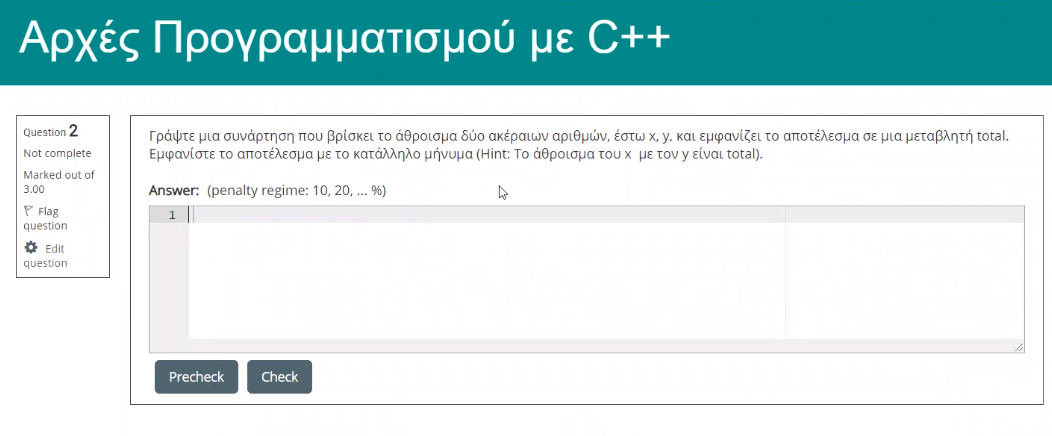 Αρχές Προγραμματισμού με C++
Question 2
Not complete
Marked out of
3.00
Flag
question
Edit
question
Γράψτε μια συνάρτηση που βρίσκει το άθροισμα δύο ακέραιων αριθμών, έστω x, y, και εμφανίζει το αποτέλεσμα σε μια μεταβλητή total.
Εμφανίστε το αποτέλεσμα με το κατάλληλο μήνυμα (Hint: Το άθροισμα του x με τον y είναι total).
Answer: (penalty regime: 10, 20, ... %)
1
Precheck Check